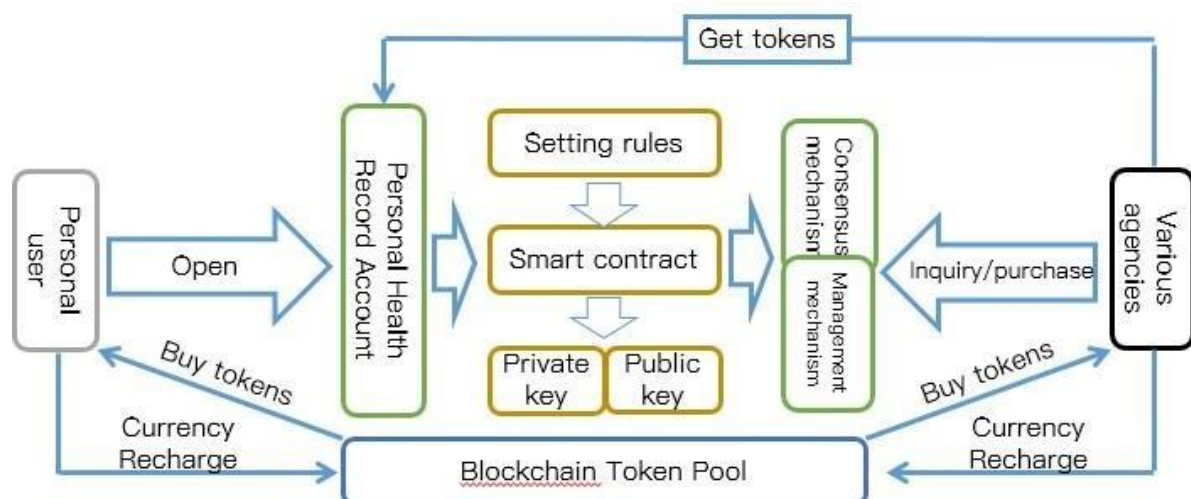 Get tokens
Setting rules
Consensus
mechanism
Personal Health
Record Account
Personal
user
Various
agencies
Open
Smart contract
Inquiry/purchase
Management
mechanism
Private
key
Public
key
Buy tokens
Buy tokens
Currency
Recharge
Currency
Recharge
Blockchain Token Pool